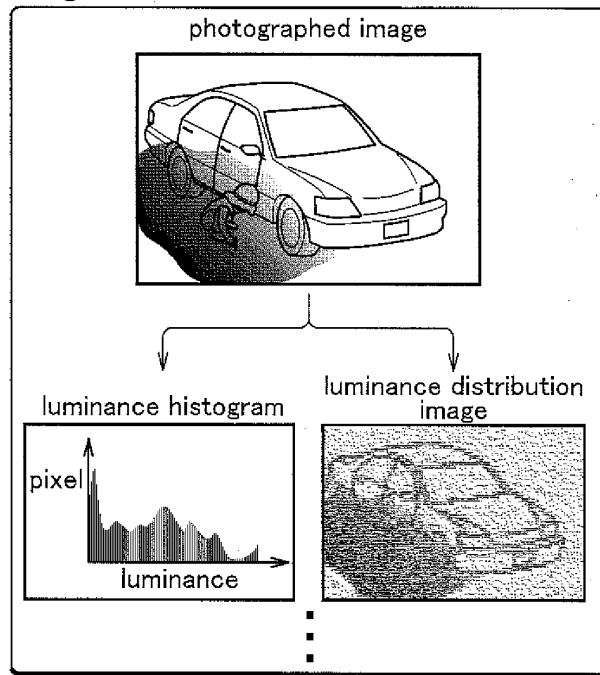 photographed image
luminance histogram
luminance distribution
image
pixel
luminance